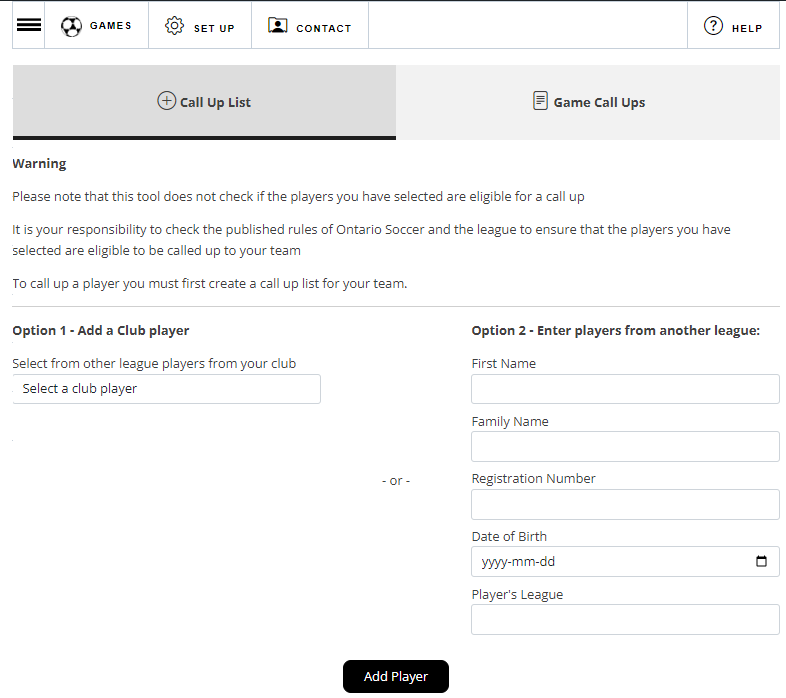 GAMES
SET UP
CONTACT
HELP
Call Up List
Game Call Ups
Warning
Please note that this tool does not check if the players you have selected are eligible for a call up
It is your responsibility to check the published rules of Ontario Soccer and the league to ensure that the players you have
selected are eligible to be called up to your team
To call up a player you must first create a call up list for your team.
Option 1 - Add a Club player
Select from other league players from your club
Select a club player
- or -
Option 2 - Enter players from another league:
First Name
Family Name
Registration Number
Date of Birth
yyyy-mm-dd
Player's League
Add Player